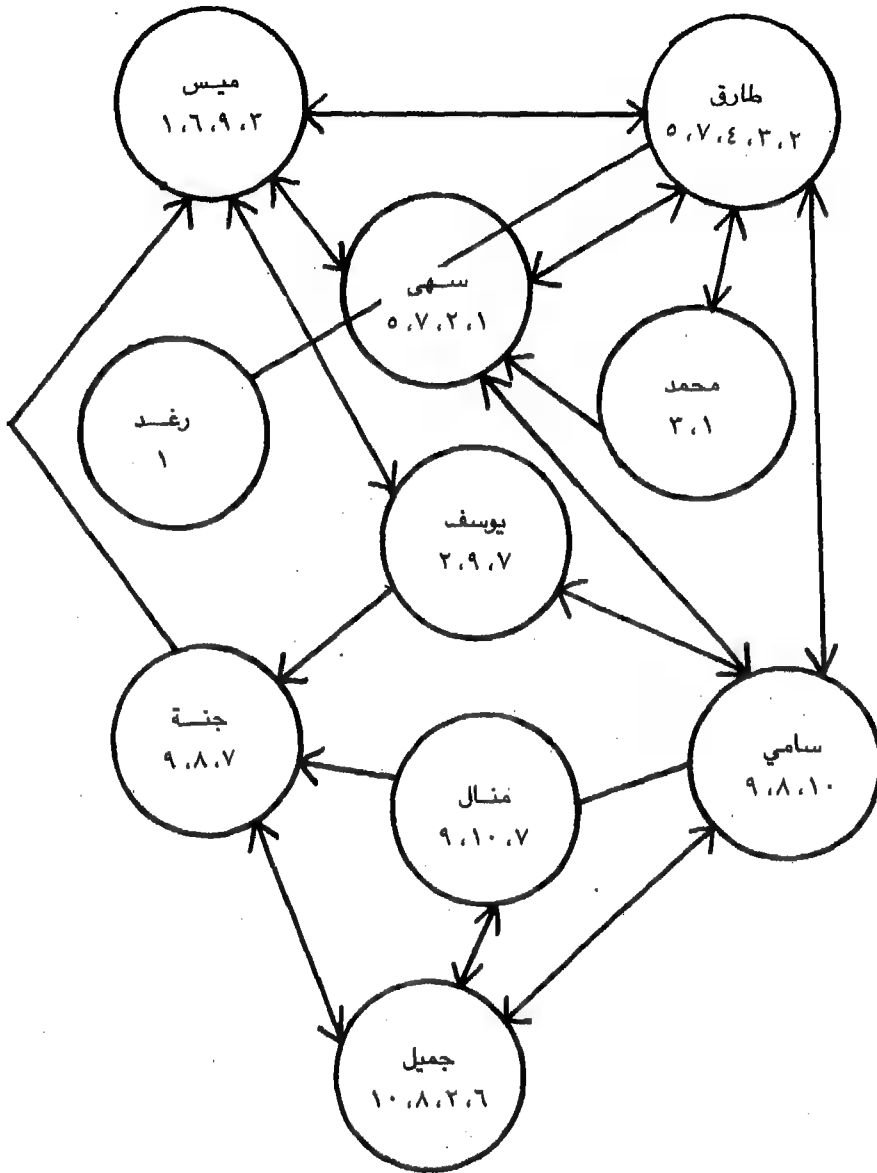 طارق
٥،٧،٤،٣،٢
ميس
١،٦،٩،٢
سهى
٥،٧،٢،١
محمد
٣،١
رغد
١
يوسف
٢،٩،٧
سامي
٩،٨،١٠
جنة
٩،٨،٧
منال
٩،١٠،٧
جميل
١٠،٨،٢،٦